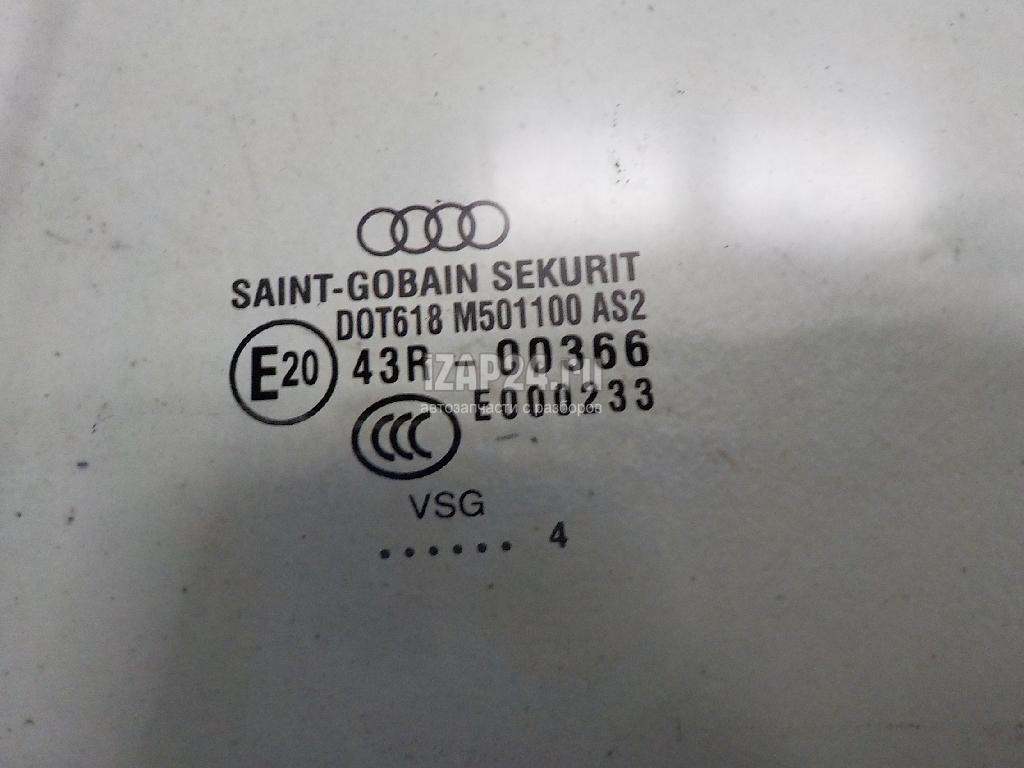 SAINT-GOBAIN SEKURIT
DOT618 M501100 AS2
E20 43R - 00366
iZAP24.ru
E000233
автозапчасти с разборов
CCC
VSG
...... 4